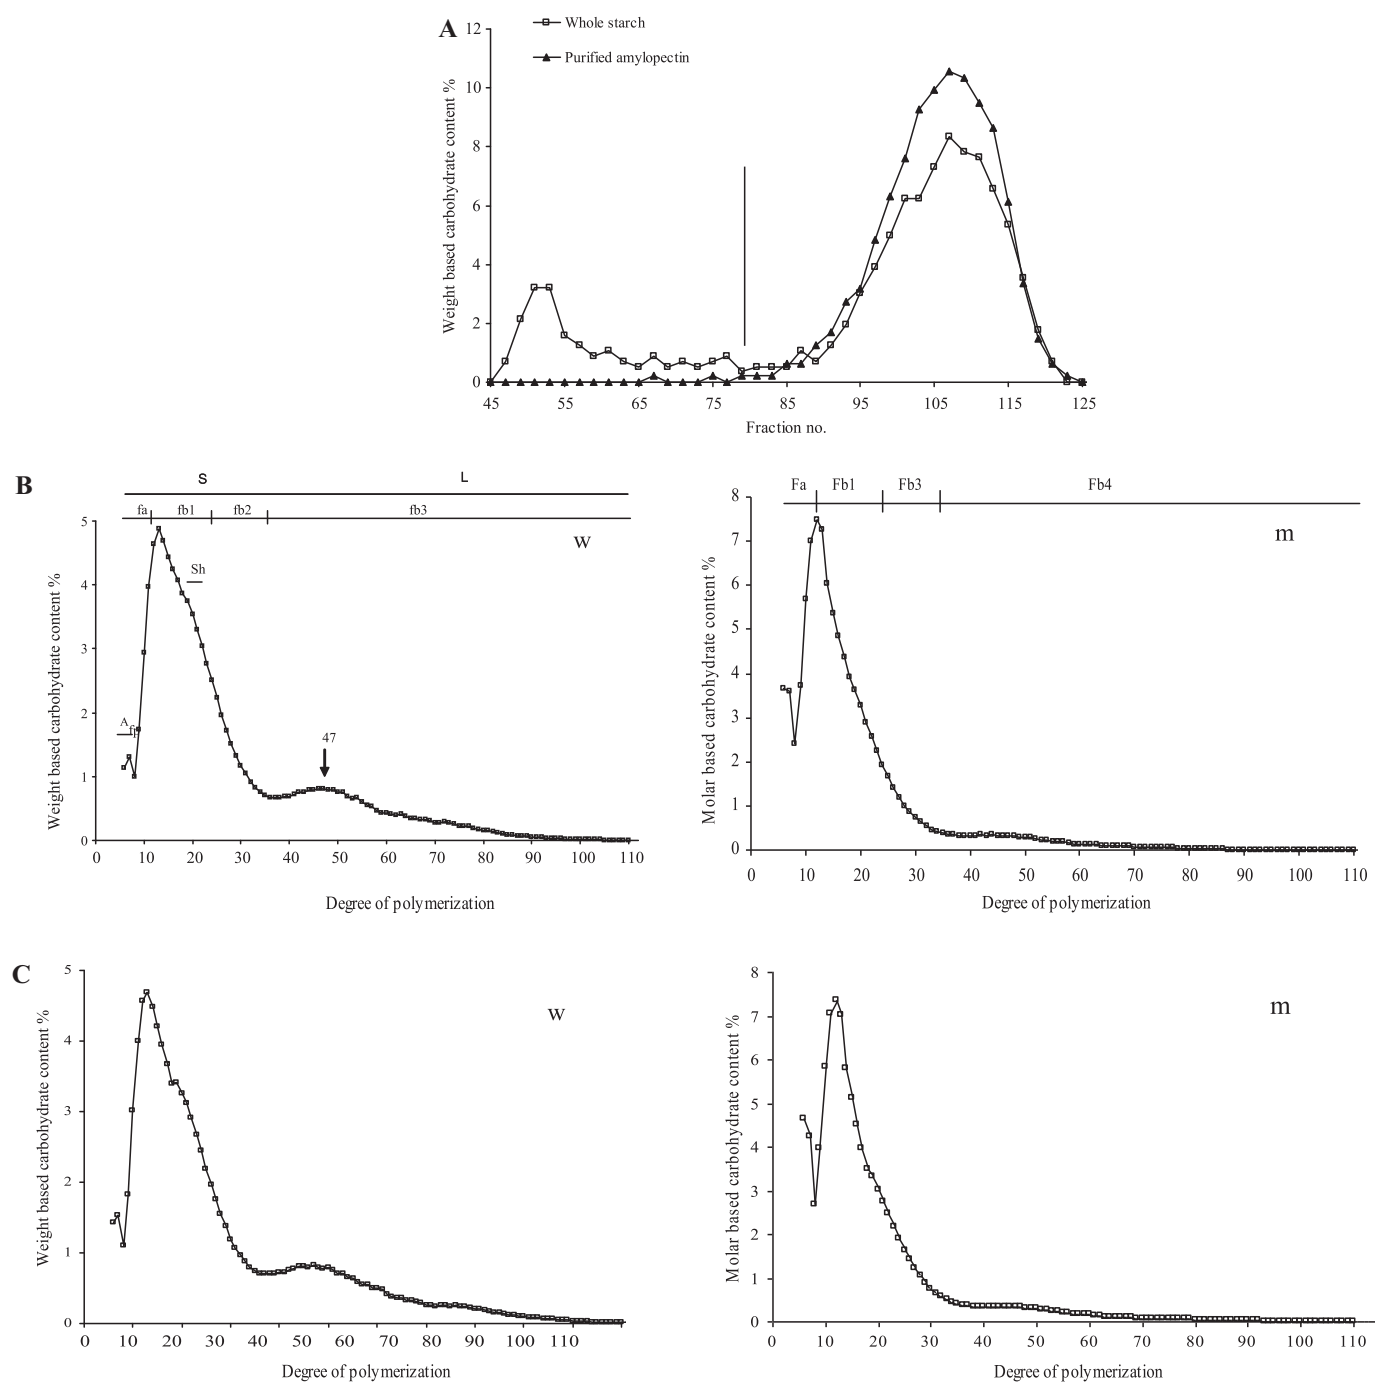 A
Whole starch
Purified amylopectin
Weight based carbohydrate content %
12
10
8
6
4
2
0
45 55 65 75 85 95 105 115 125
Fraction no.
B
S L
fa fb1 fb2 fb3
w
Sh
A fp
47
Weight based carbohydrate content %
5
4
3
2
1
0
0 10 20 30 40 50 60 70 80 90 100 110
Degree of polymerization
Fa Fb1 Fb3 Fb4
m
Molar based carbohydrate content %
8
7
6
5
4
3
2
1
0
0 10 20 30 40 50 60 70 80 90 100 110
Degree of polymerization
C
w
Weight based carbohydrate content %
5
4
3
2
1
0
0 10 20 30 40 50 60 70 80 90 100 110
Degree of polymerization
m
Molar based carbohydrate content %
8
7
6
5
4
3
2
1
0
0 10 20 30 40 50 60 70 80 90 100 110
Degree of polymerization